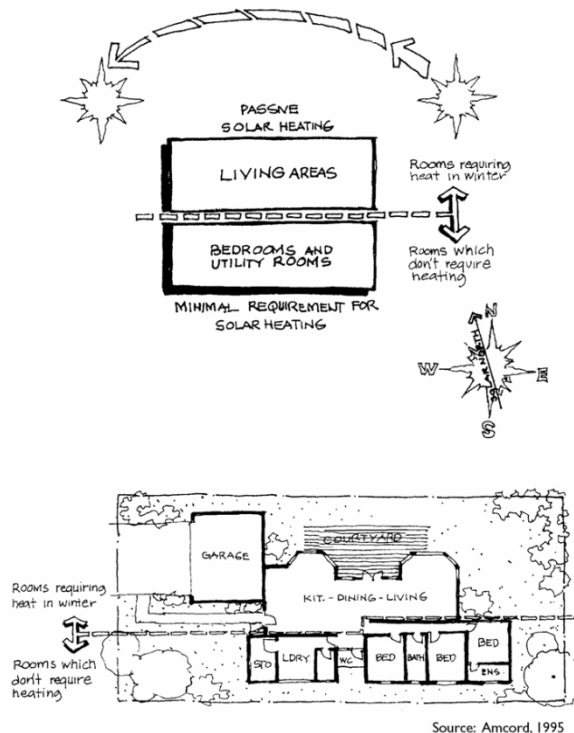 PASSIVE
SOLAR HEATING
LIVING AREAS
Rooms requiring
heat in winter
BEDROOMS AND
UTILITY ROOMS
Rooms which
don't require
heating
MINIMAL REQUIREMENT FOR
SOLAR HEATING
N
SOLAR NORTH
W
E
S
COURTYARD
GARAGE
KIT. - DINING - LIVING
Rooms requiring
heat in winter
Rooms which
don't require
heating
STO
LDRY
WC
BED
BATH
BED
BED
ENS
Source: Amcord, 1995